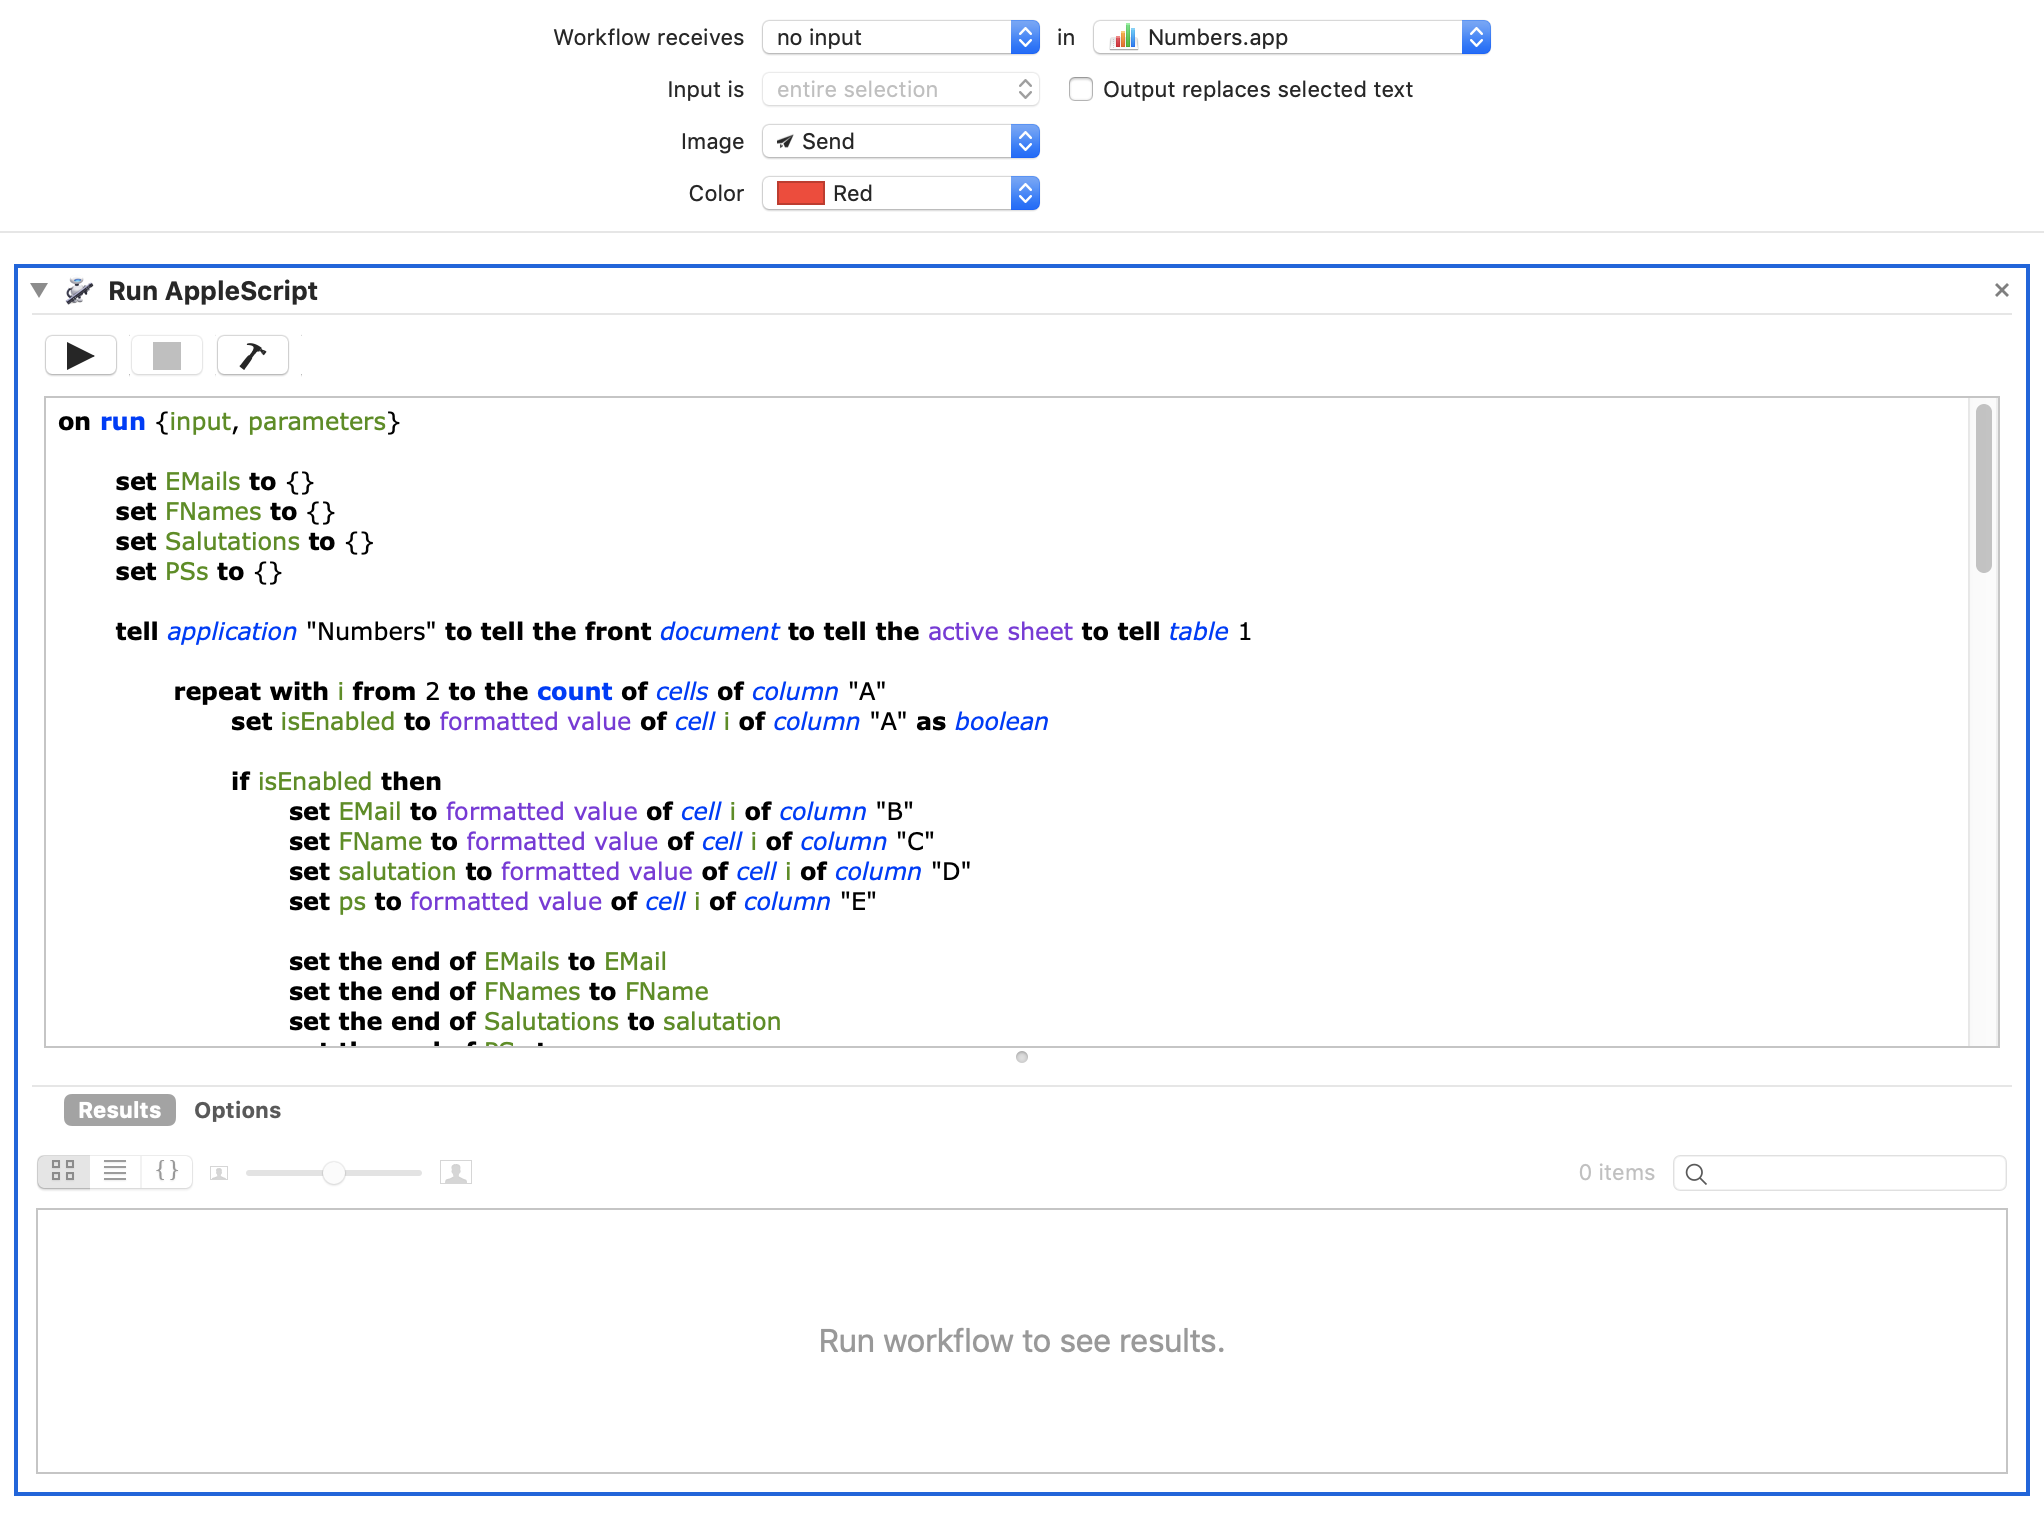 Workflow receives no input in Numbers.app
Input is entire selection Output replaces selected text
Image Send
Color Red
Run AppleScript
on run {input, parameters}
set EMails to {}
set FNames to {}
set Salutations to {}
set PSs to {}
tell application "Numbers" to tell the front document to tell the active sheet to tell table 1
repeat with i from 2 to the count of cells of column "A"
set isEnabled to formatted value of cell i of column "A" as boolean
if isEnabled then
set EMail to formatted value of cell i of column "B"
set FName to formatted value of cell i of column "C"
set salutation to formatted value of cell i of column "D"
set ps to formatted value of cell i of column "E"
set the end of EMails to EMail
set the end of FNames to FName
set the end of Salutations to salutation
Results Options
{} 0 items
Run workflow to see results.